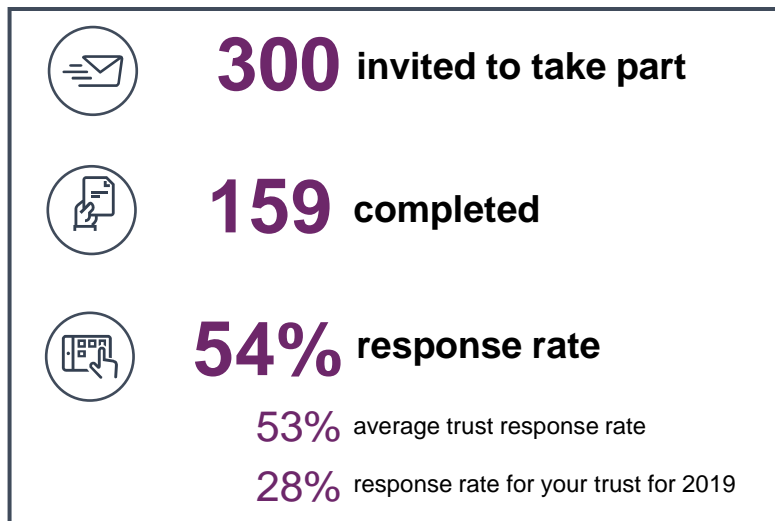 300 invited to take part
159 completed
54% response rate
53% average trust response rate
28% response rate for your trust for 2019